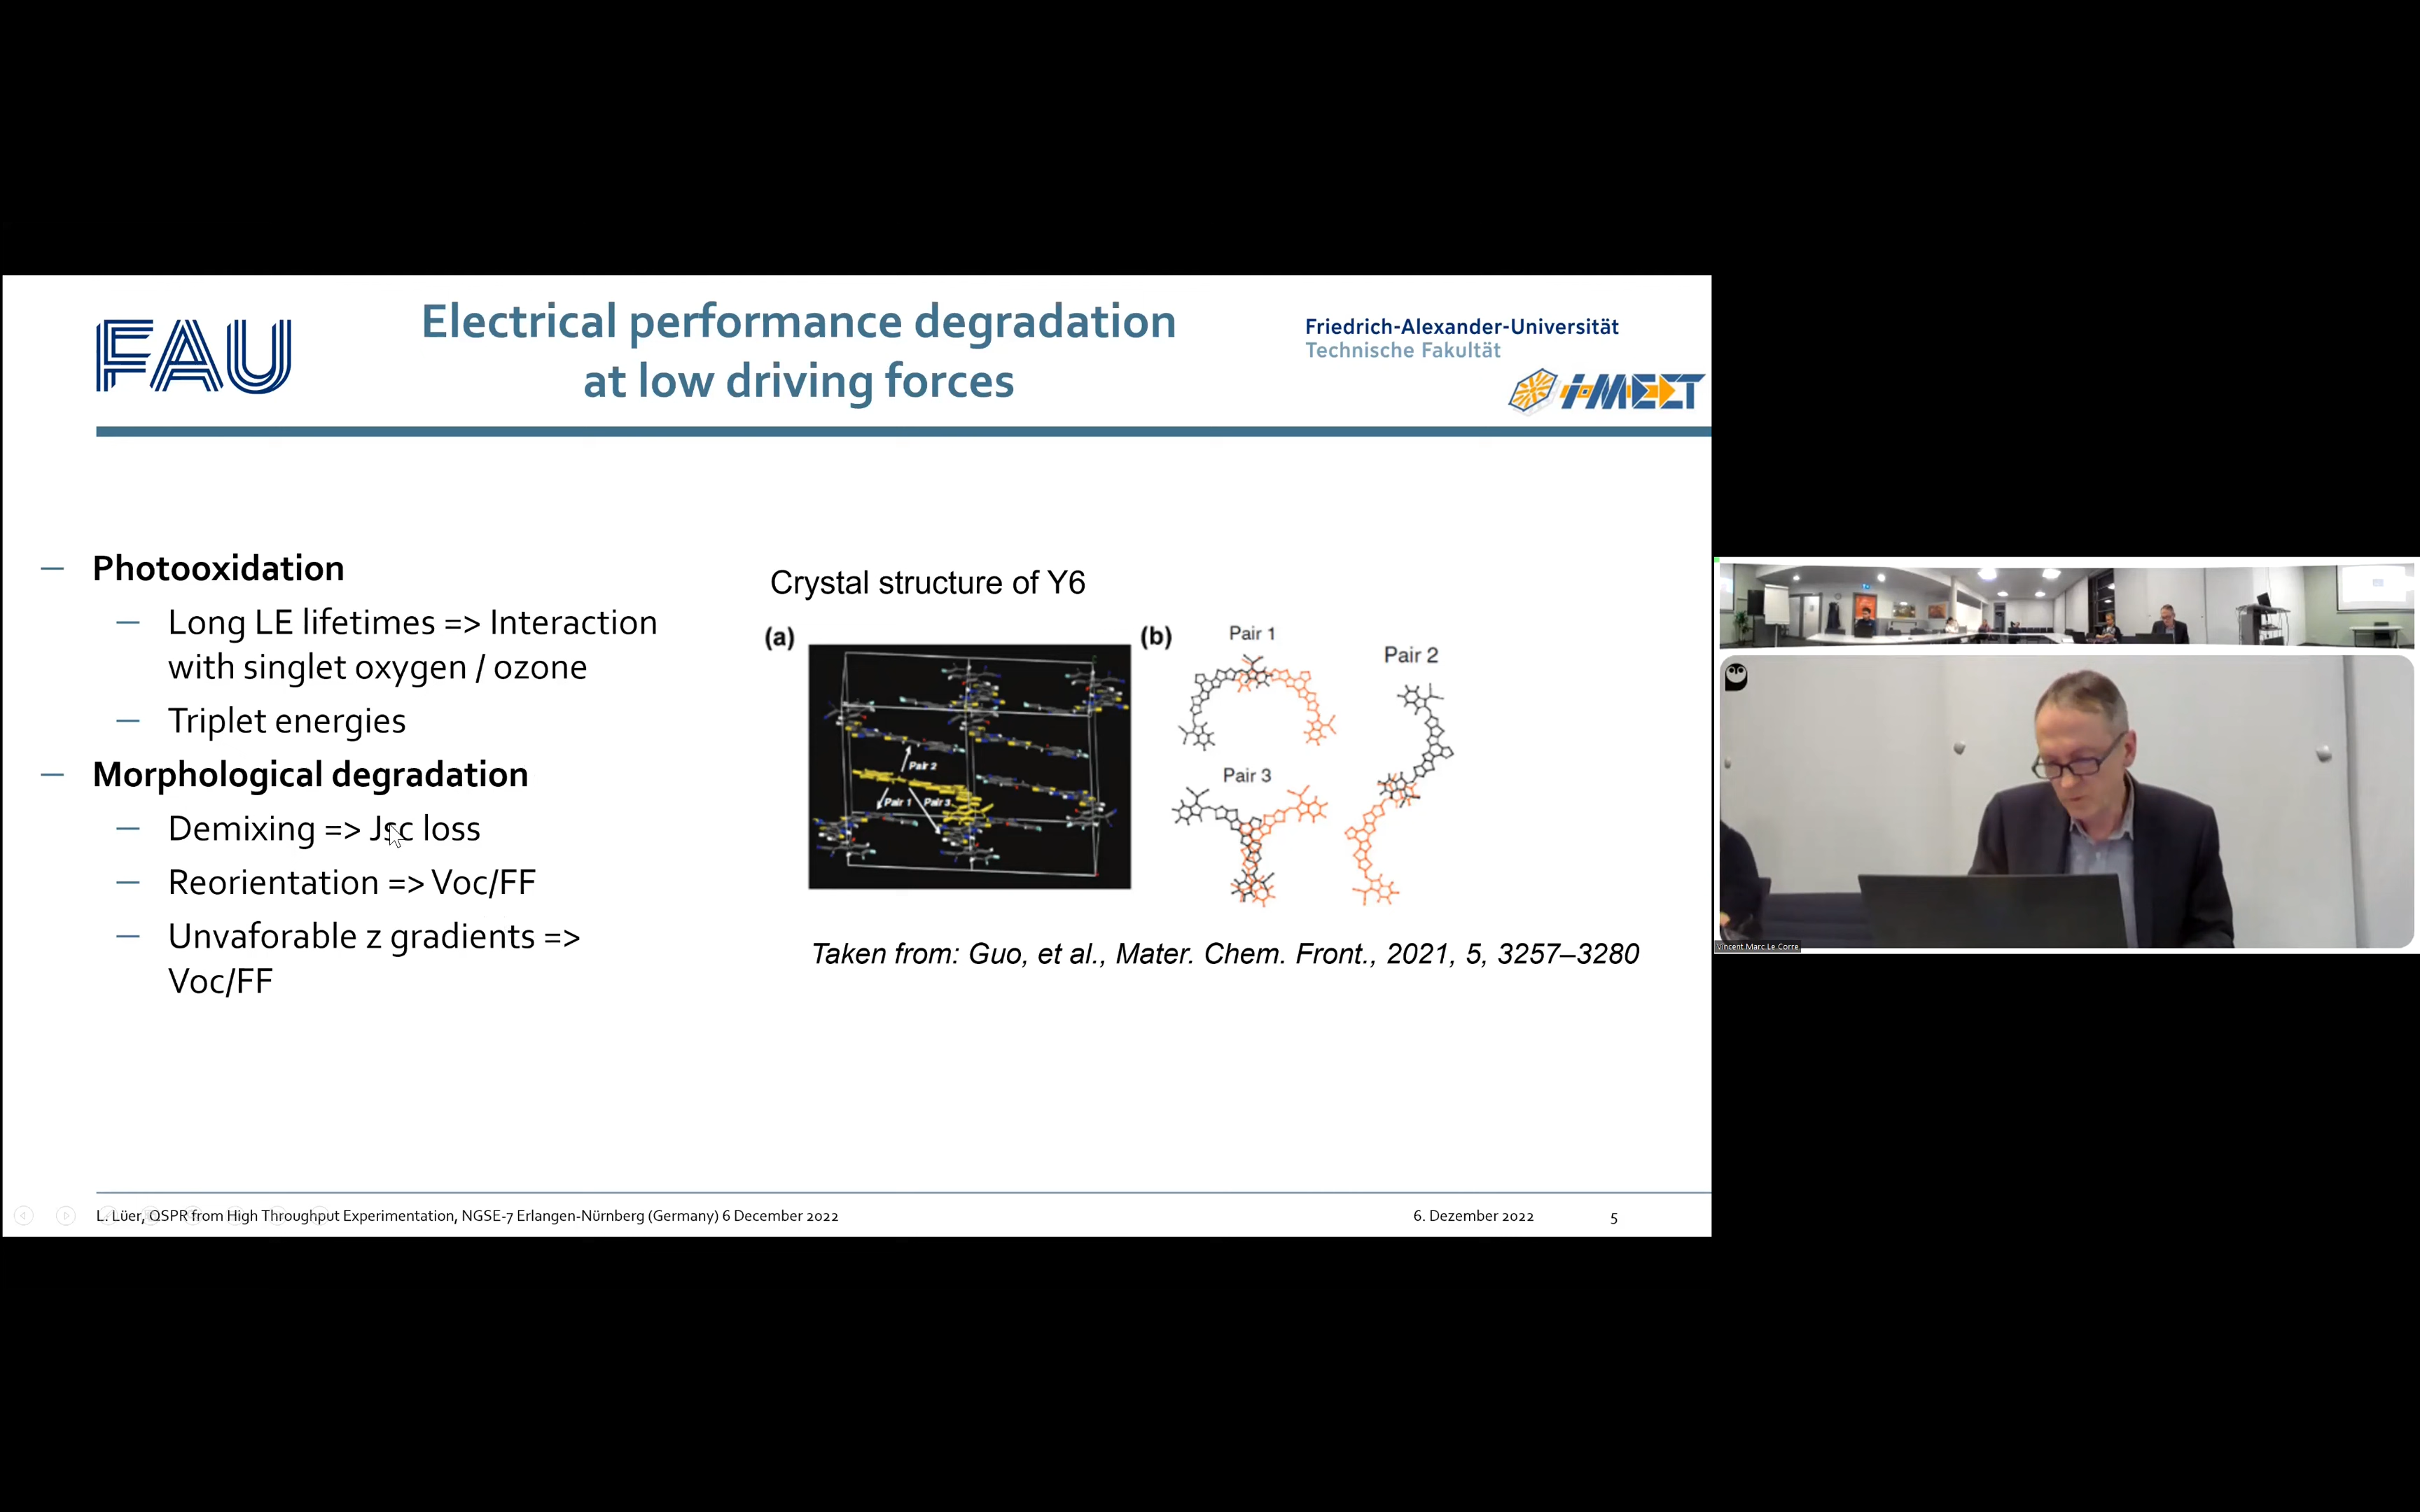 FAU
Electrical performance degradation
at low driving forces
Friedrich-Alexander-Universität
Technische Fakultät
i-MEET
— Photooxidation
— Long LE lifetimes => Interaction
with singlet oxygen / ozone
— Triplet energies
— Morphological degradation
— Demixing => Jsc loss
— Reorientation => Voc/FF
— Unvaforable z gradients =>
Voc/FF
Crystal structure of Y6
(a)
Pair 2
Pair 1
Pair 3
(b)
Pair 1
Pair 2
Pair 3
Taken from: Guo, et al., Mater. Chem. Front., 2021, 5, 3257–3280
L. Lüer, QSPR from High Throughput Experimentation, NGSE-7 Erlangen-Nürnberg (Germany) 6 December 2022
6. Dezember 2022
5
Vincent Marc Le Corre